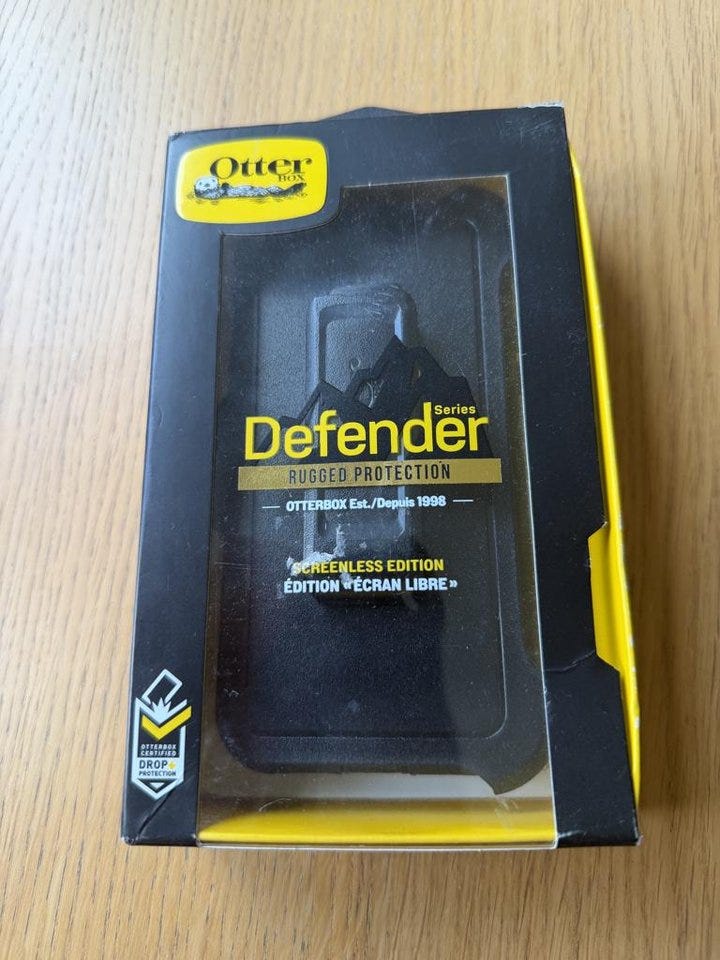 Otter
BOX
Defender
Series
RUGGED PROTECTION
OTTERBOX Est./Depuis 1998
SCREENLESS EDITION
ÉDITION «ÉCRAN LIBRE»
OTTERBOX
CERTIFIED
DROP+
PROTECTION